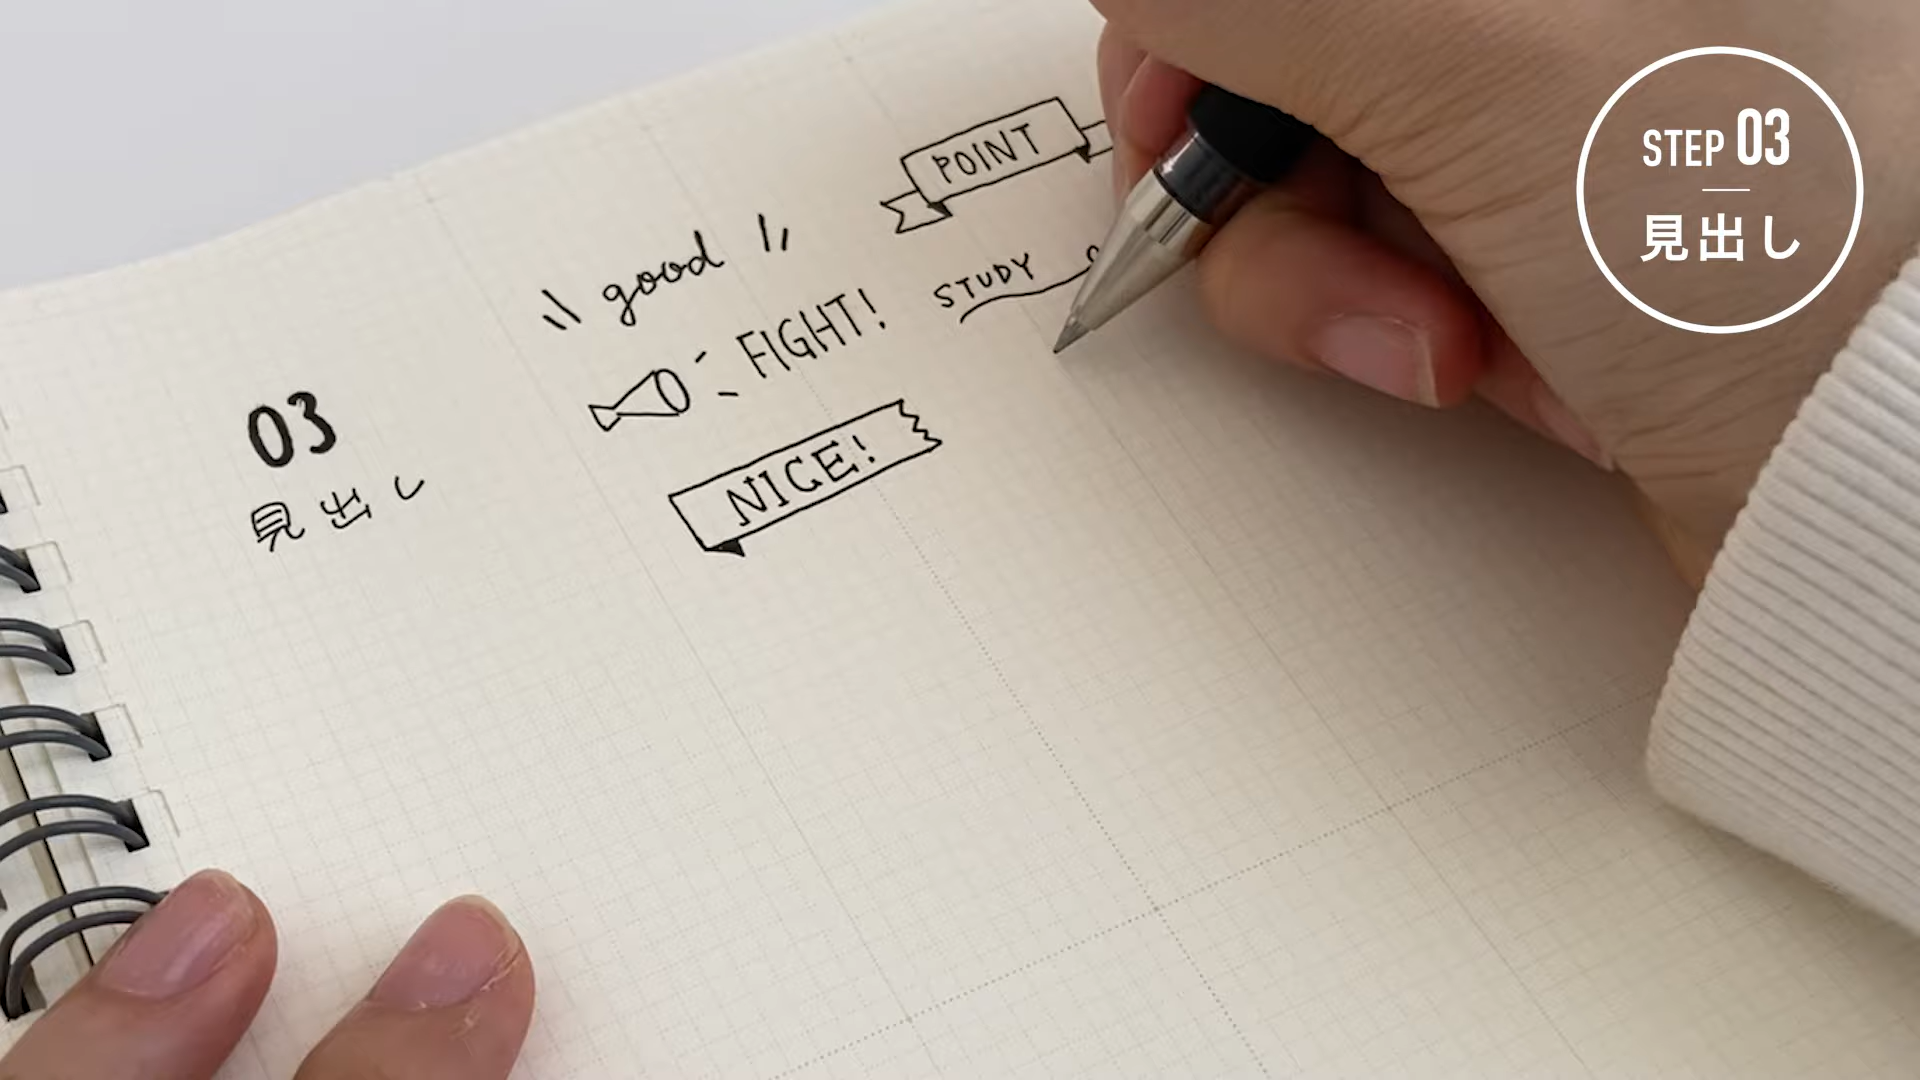 STEP 03
見出し
03
見出し
good
FIGHT!
NICE!
POINT
STUDY